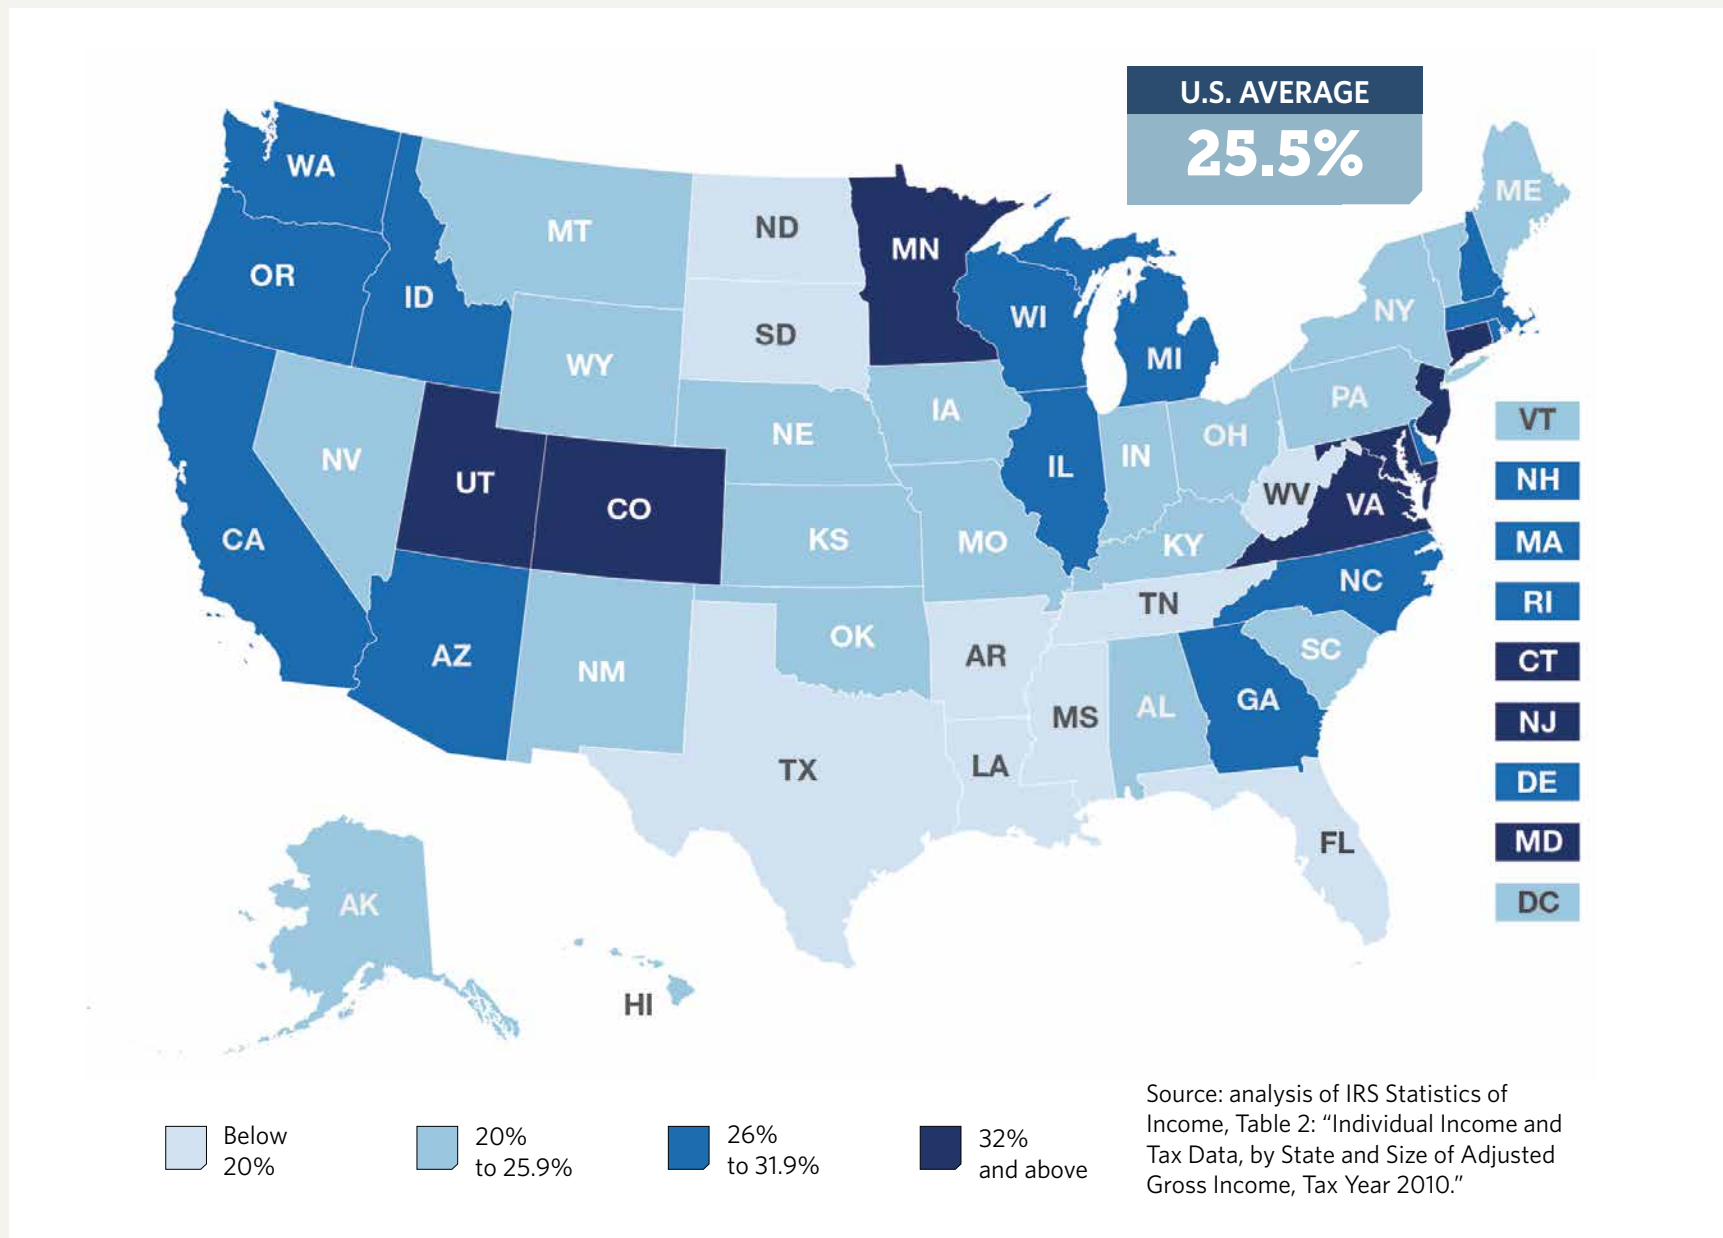 U.S. AVERAGE
25.5%
WA
MT
ND
MN
ME
OR
ID
SD
WI
NY
WY
MI
IA
PA
NE
OH
VT
NV
UT
CO
IL
IN
WV
VA
NH
CA
KS
MO
KY
MA
NC
TN
RI
AZ
NM
OK
AR
SC
CT
MS
AL
GA
NJ
TX
LA
DE
FL
MD
AK
DC
HI
Below
20%
20%
to 25.9%
26%
to 31.9%
32%
and above
Source: analysis of IRS Statistics of
Income, Table 2: “Individual Income and
Tax Data, by State and Size of Adjusted
Gross Income, Tax Year 2010.”